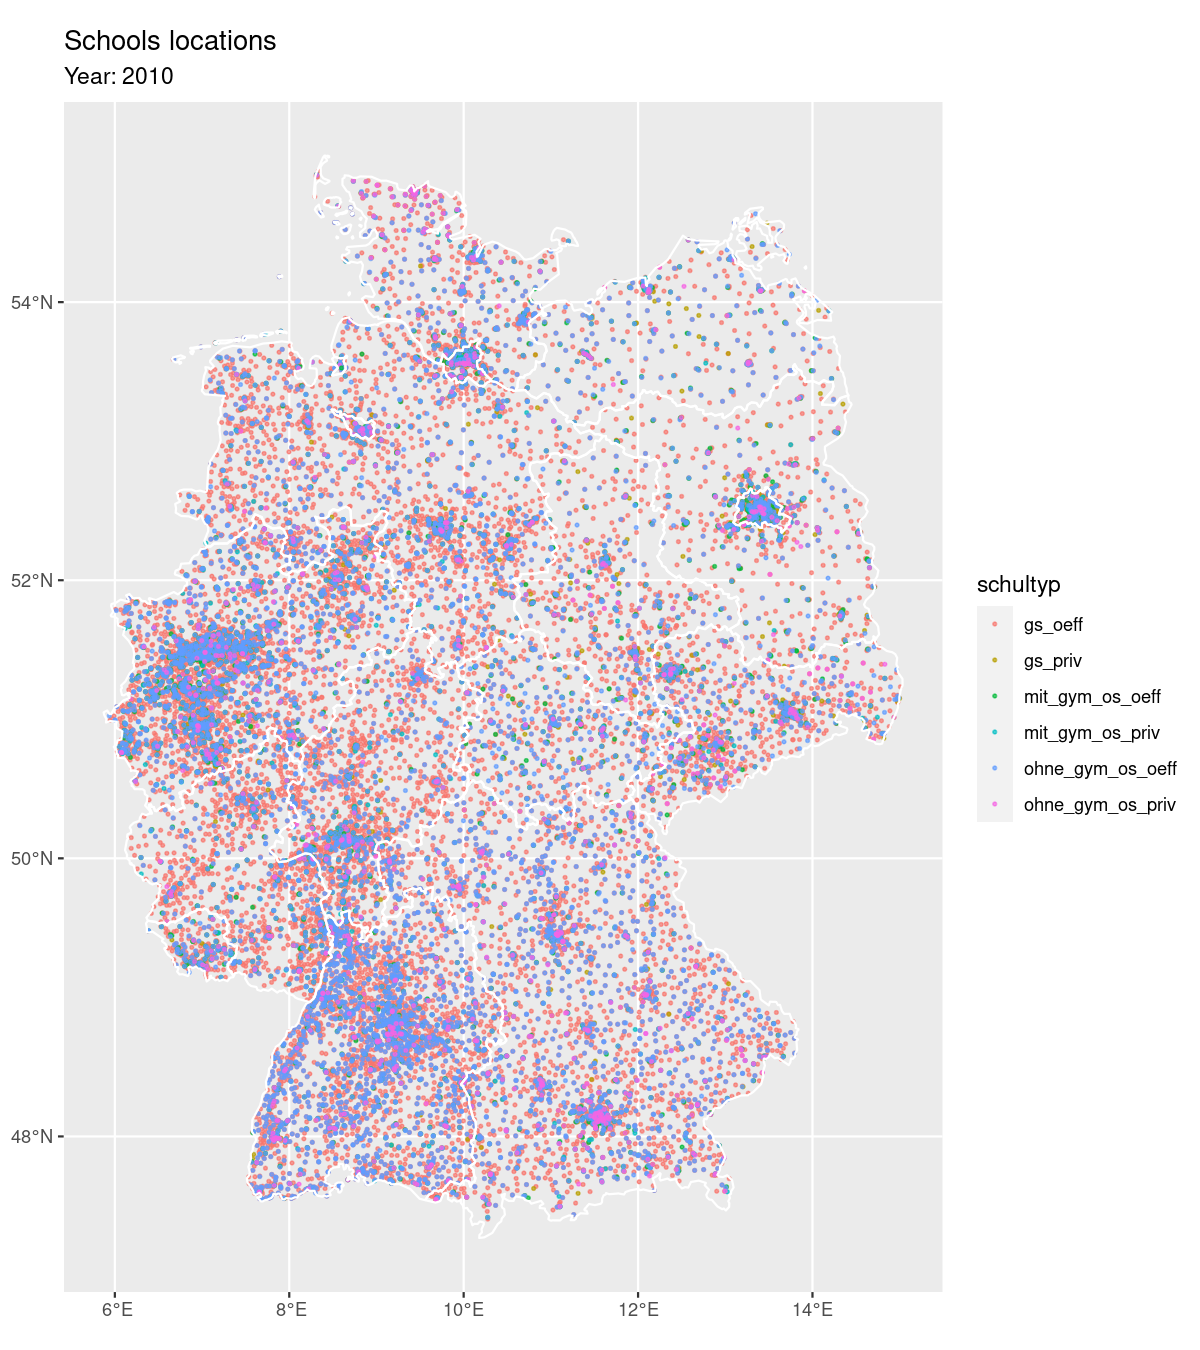 Schools locations
Year: 2010
54°N
52°N
50°N
48°N
6°E
8°E
10°E
12°E
14°E
schultyp
gs_oeff
gs_priv
mit_gym_os_oeff
mit_gym_os_priv
ohne_gym_os_oeff
ohne_gym_os_priv